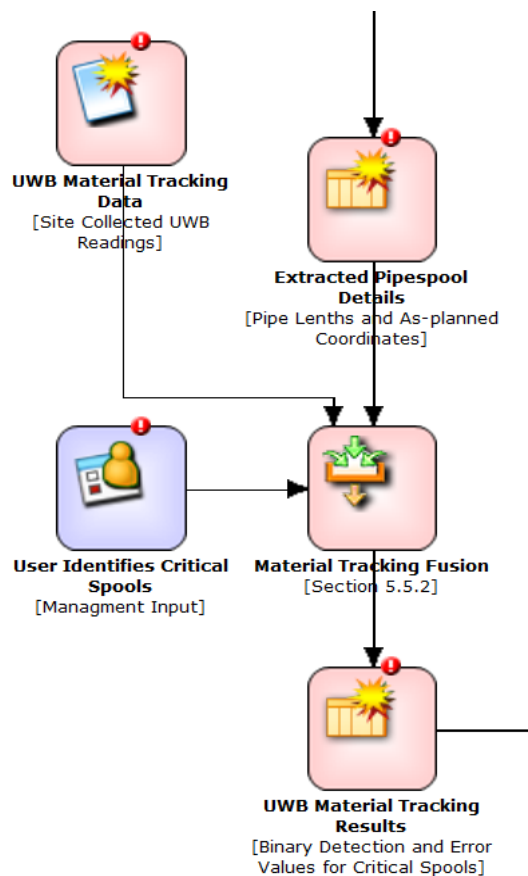 UWB Material Tracking
Data
[Site Collected UWB
Readings]
Extracted Pipespool
Details
[Pipe Lenths and As-planned
Coordinates]
User Identifies Critical
Spools
[Managment Input]
Material Tracking Fusion
[Section 5.5.2]
UWB Material Tracking
Results
[Binary Detection and Error
Values for Critical Spools]